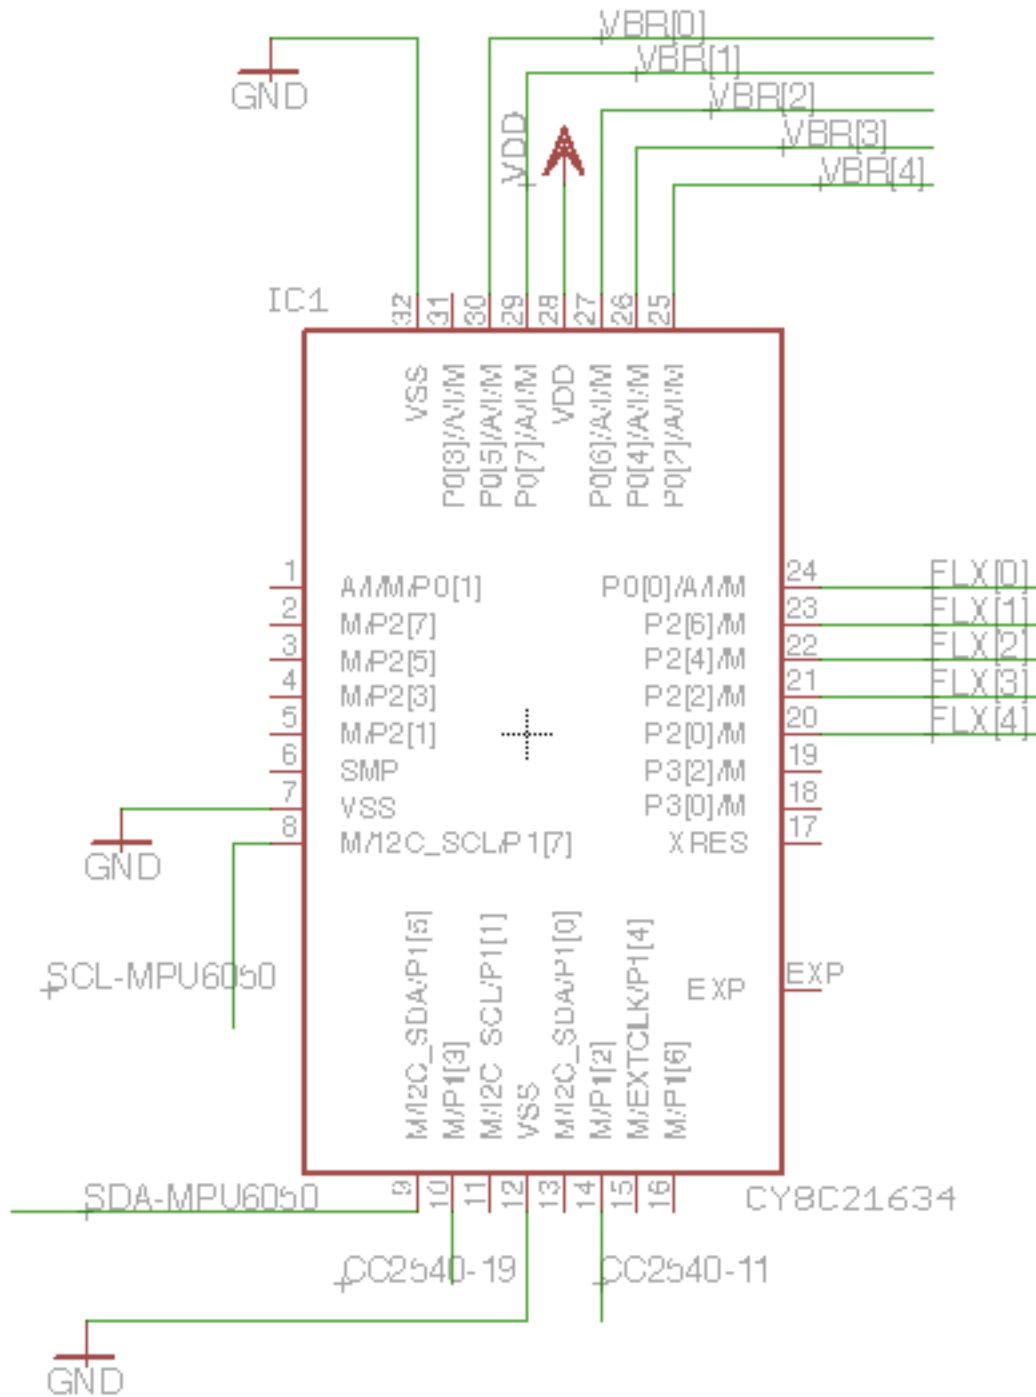 VBR[0]
VBR[1]
GND
VBR[2]
VDD
VBR[3]
VBR[4]
IC1
32 31 30 29 28 27 26 25
VSS
P0[3]/A/I/M
P0[5]/A/I/M
P0[7]/A/I/M
VDD
P0[6]/A/I/M
P0[4]/A/I/M
P0[2]/A/I/M
1 A/I/M/P0[1] P0[0]/A/I/M 24 FLX[0]
2 M/P2[7] P2[6]/M 23 FLX[1]
3 M/P2[5] P2[4]/M 22 FLX[2]
4 M/P2[3] P2[2]/M 21 FLX[3]
5 M/P2[1] P2[0]/M 20 FLX[4]
6 SMP P3[2]/M 19
7 VSS P3[0]/M 18
8 M/I2C_SCL/P1[7] XRES 17
GND
SCL-MPU6050
EXP EXP
M/I2C_SDA/P1[5]
M/P1[3]
M/I2C SCL/P1[1]
VSS
M/I2C_SDA/P1[0]
M/P1[2]
M/EXTCLK/P1[4]
M/P1[6]
9 10 11 12 13 14 15 16
SDA-MPU6050
CY8C21634
CC2540-19
CC2540-11
GND